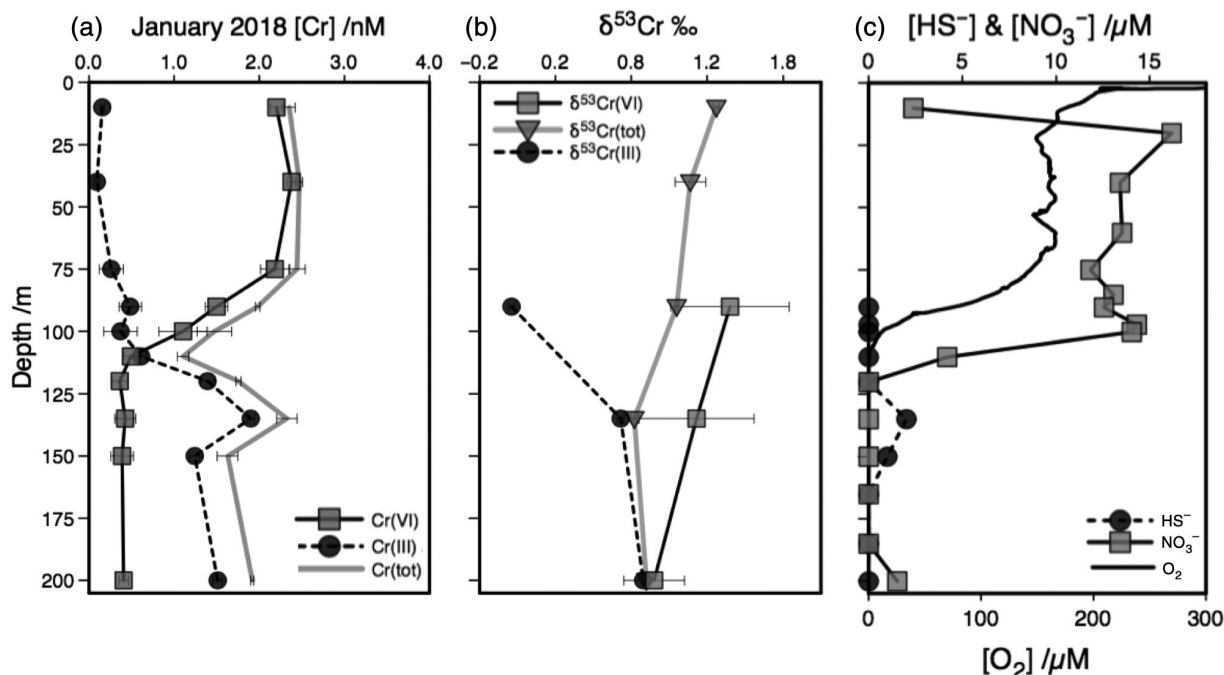 (a) January 2018 [Cr] /nM
0.0 1.0 2.0 3.0 4.0
Depth /m
0
25
50
75
100
125
150
175
200
Cr(VI)
Cr(III)
Cr(tot)
(b) δ⁵³Cr ‰
−0.2 0.2 0.8 1.2 1.8
δ⁵³Cr(VI)
δ⁵³Cr(tot)
δ⁵³Cr(III)
(c) [HS⁻] & [NO₃⁻] /µM
0 5 10 15
HS⁻
NO₃⁻
O₂
0 100 200 300
[O₂] /µM